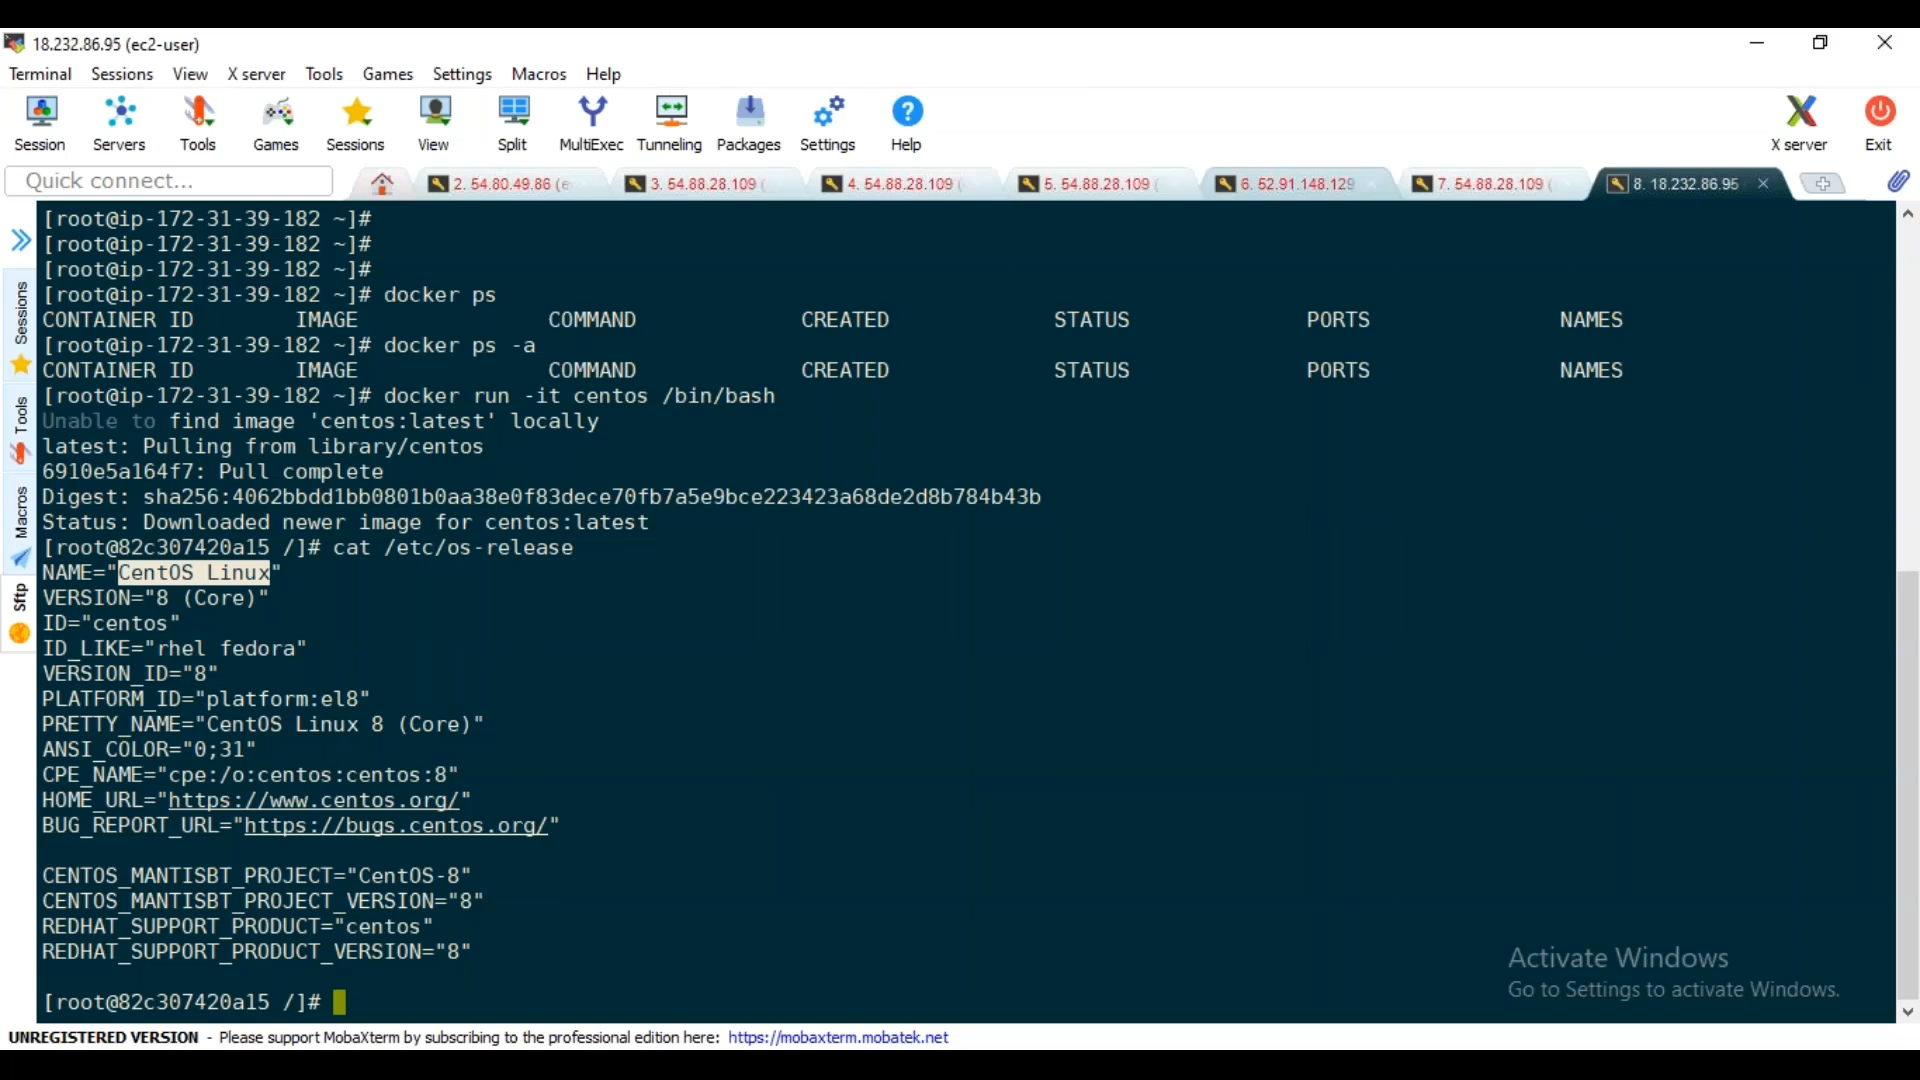 18.232.86.95 (ec2-user)
Terminal Sessions View X server Tools Games Settings Macros Help
Session Servers Tools Games Sessions View Split MultiExec Tunneling Packages Settings Help X server Exit
Quick connect... 2. 54.80.49.86 (e 3. 54.88.28.109 ( 4. 54.88.28.109 ( 5. 54.88.28.109 ( 6. 52.91.148.129 7. 54.88.28.109 ( 8. 18.232.86.95
Sessions
Tools
Macros
Sftp
[root@ip-172-31-39-182 ~]#
[root@ip-172-31-39-182 ~]#
[root@ip-172-31-39-182 ~]#
[root@ip-172-31-39-182 ~]# docker ps
CONTAINER ID IMAGE COMMAND CREATED STATUS PORTS NAMES
[root@ip-172-31-39-182 ~]# docker ps -a
CONTAINER ID IMAGE COMMAND CREATED STATUS PORTS NAMES
[root@ip-172-31-39-182 ~]# docker run -it centos /bin/bash
Unable to find image 'centos:latest' locally
latest: Pulling from library/centos
6910e5a164f7: Pull complete
Digest: sha256:4062bbdd1bb0801b0aa38e0f83dece70fb7a5e9bce223423a68de2d8b784b43b
Status: Downloaded newer image for centos:latest
[root@82c307420a15 /]# cat /etc/os-release
NAME="CentOS Linux"
VERSION="8 (Core)"
ID="centos"
ID_LIKE="rhel fedora"
VERSION_ID="8"
PLATFORM_ID="platform:el8"
PRETTY_NAME="CentOS Linux 8 (Core)"
ANSI_COLOR="0;31"
CPE_NAME="cpe:/o:centos:centos:8"
HOME_URL="https://www.centos.org/"
BUG_REPORT_URL="https://bugs.centos.org/"
CENTOS_MANTISBT_PROJECT="CentOS-8"
CENTOS_MANTISBT_PROJECT_VERSION="8"
REDHAT_SUPPORT_PRODUCT="centos"
REDHAT_SUPPORT_PRODUCT_VERSION="8"
[root@82c307420a15 /]#
Activate Windows
Go to Settings to activate Windows.
UNREGISTERED VERSION - Please support MobaXterm by subscribing to the professional edition here: https://mobaxterm.mobatek.net